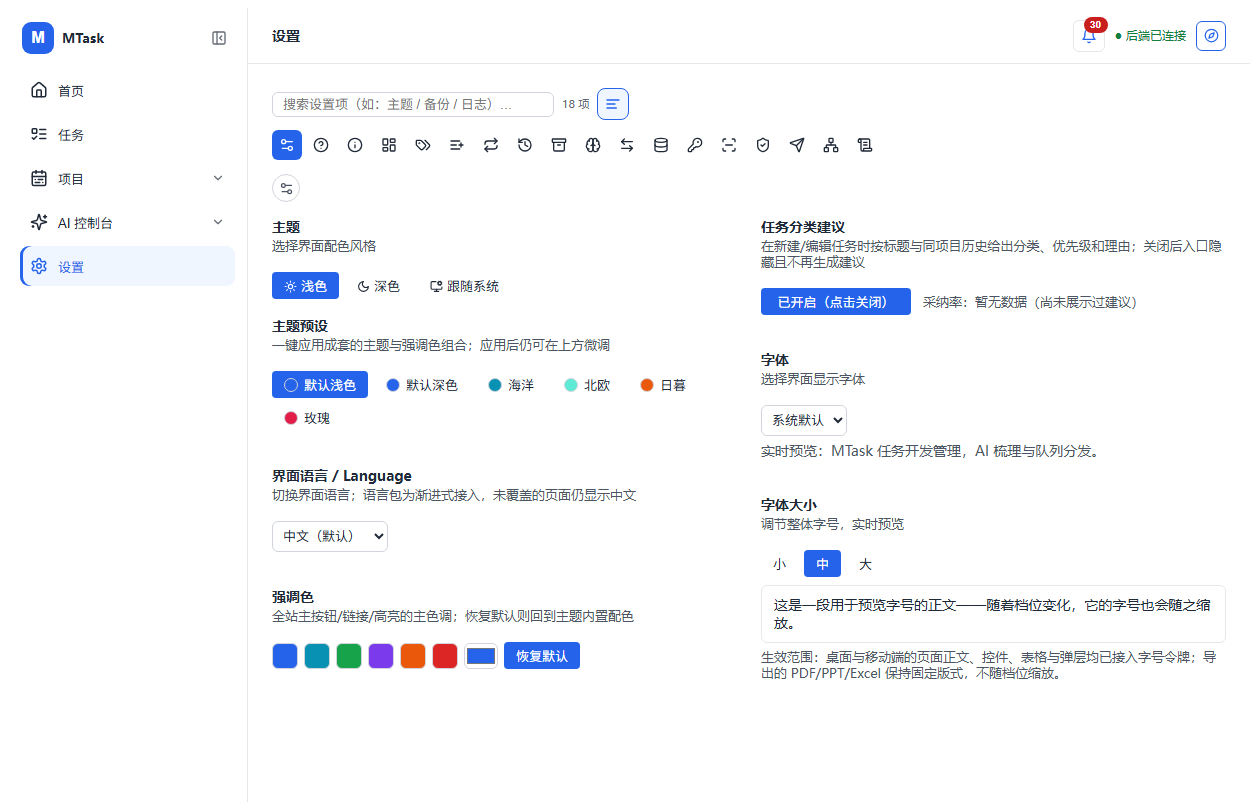 M MTask
首页
任务
项目
AI 控制台
设置
设置
30
后端已连接
搜索设置项（如：主题 / 备份 / 日志）…
18 项
主题
选择界面配色风格
浅色 深色 跟随系统
主题预设
一键应用成套的主题与强调色组合；应用后仍可在上方微调
默认浅色 默认深色 海洋 北欧 日暮
玫瑰
界面语言 / Language
切换界面语言；语言包为渐进式接入，未覆盖的页面仍显示中文
中文（默认）
强调色
全站主按钮/链接/高亮的主色调；恢复默认则回到主题内置配色
恢复默认
任务分类建议
在新建/编辑任务时按标题与同项目历史给出分类、优先级和理由；关闭后入口隐
藏且不再生成建议
已开启（点击关闭） 采纳率：暂无数据（尚未展示过建议）
字体
选择界面显示字体
系统默认
实时预览：MTask 任务开发管理，AI 梳理与队列分发。
字体大小
调节整体字号，实时预览
小 中 大
这是一段用于预览字号的正文——随着档位变化，它的字号也会随之缩
放。
生效范围：桌面与移动端的页面正文、控件、表格与弹层均已接入字号令牌；导
出的 PDF/PPT/Excel 保持固定版式，不随档位缩放。